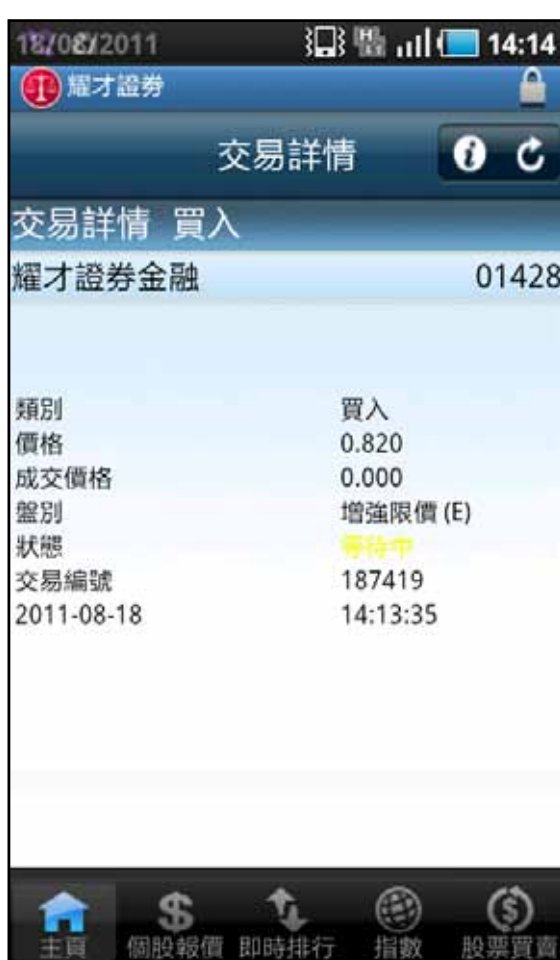 18/08/2011 14:14
耀才證券
交易詳情
交易詳情 買入
耀才證券金融 01428
類別 買入
價格 0.820
成交價格 0.000
盤別 增強限價 (E)
狀態 等待中
交易編號 187419
2011-08-18 14:13:35
主頁 個股報價 即時排行 指數 股票買賣